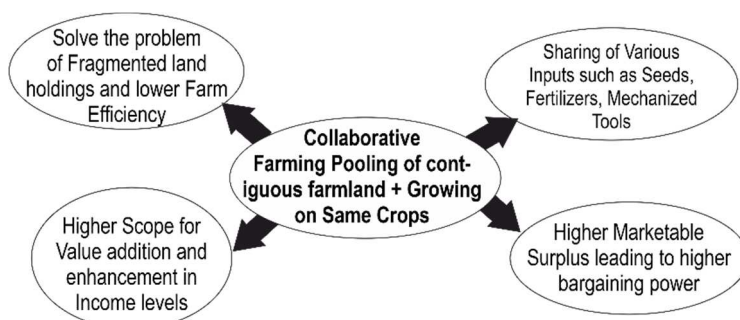 Solve the problem
of Fragmented land
holdings and lower Farm
Efficiency
Sharing of Various
Inputs such as Seeds,
Fertilizers, Mechanized
Tools
Collaborative
Farming Pooling of cont-
iguous farmland + Growing
on Same Crops
Higher Scope for
Value addition and
enhancement in
Income levels
Higher Marketable
Surplus leading to higher
bargaining power